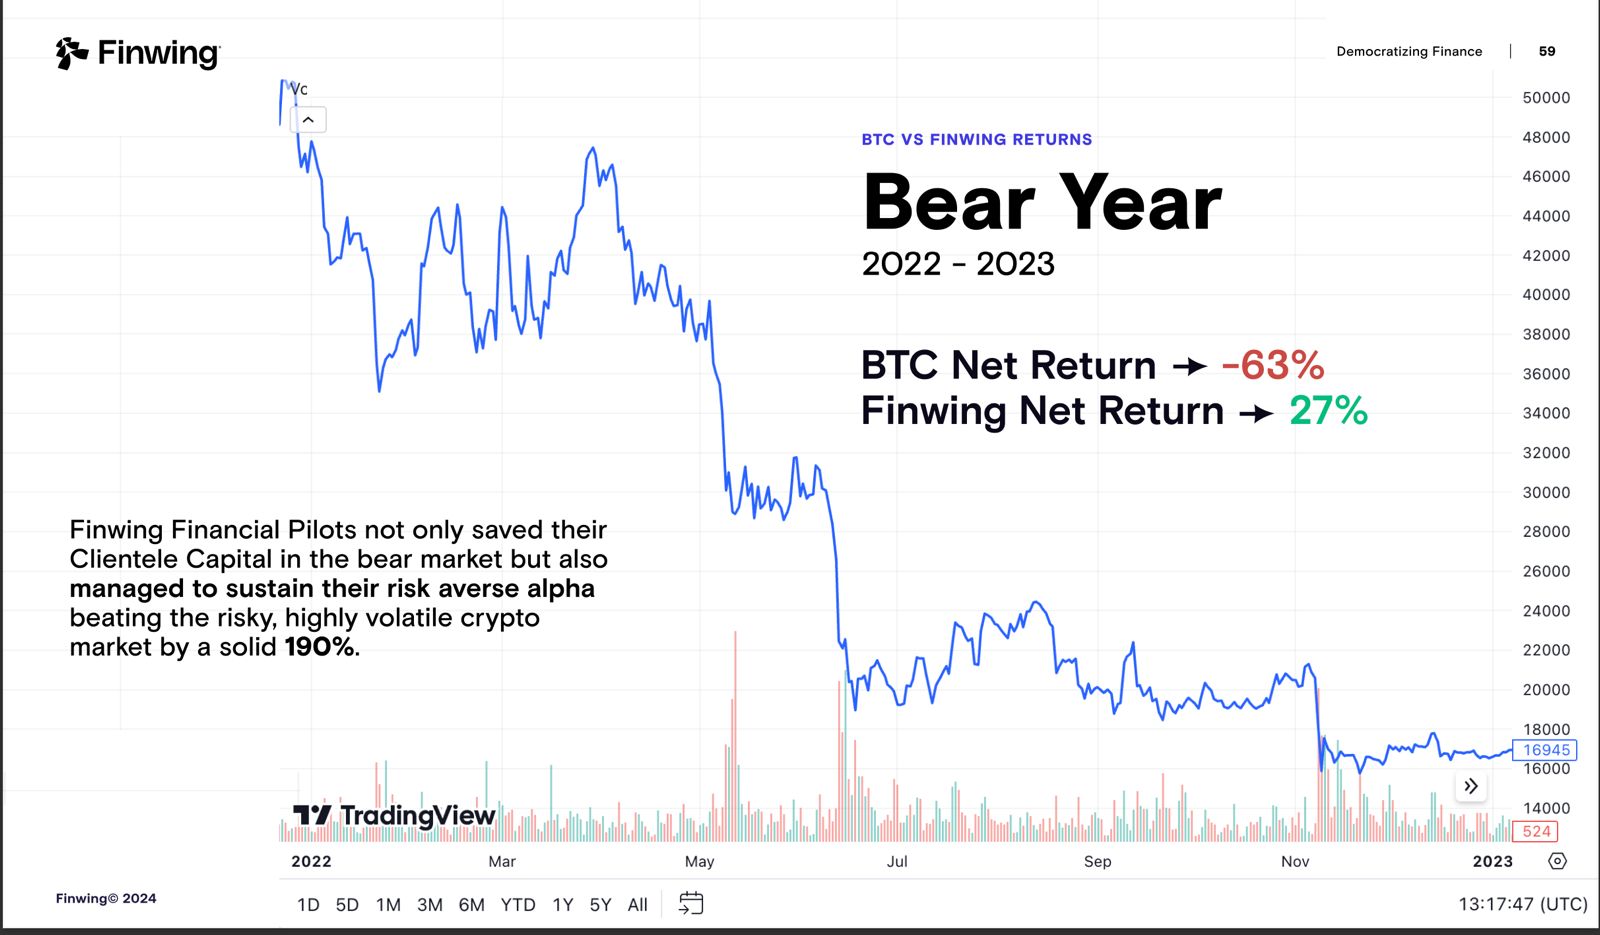 Finwing
Democratizing Finance | 59
Vc
BTC VS FINWING RETURNS
Bear Year
2022 – 2023
BTC Net Return → -63%
Finwing Net Return → 27%
Finwing Financial Pilots not only saved their
Clientele Capital in the bear market but also
managed to sustain their risk averse alpha
beating the risky, highly volatile crypto
market by a solid 190%.
50000
48000
46000
44000
42000
40000
38000
36000
34000
32000
30000
28000
26000
24000
22000
20000
18000
16945
16000
14000
524
TradingView
2022 Mar May Jul Sep Nov 2023
Finwing© 2024
1D 5D 1M 3M 6M YTD 1Y 5Y All
13:17:47 (UTC)